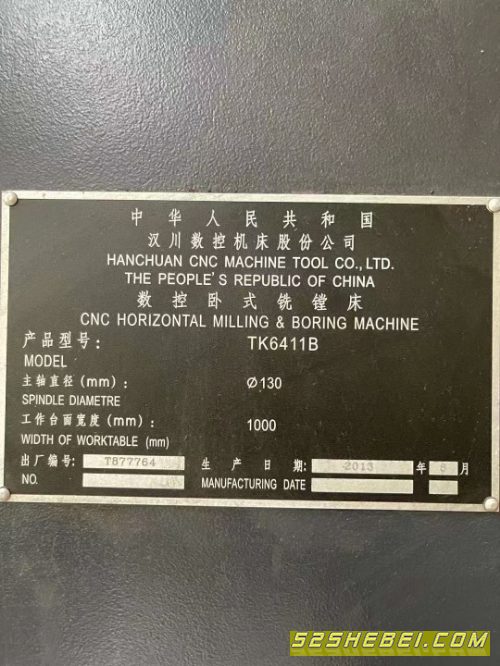 中华人民共和国
汉川数控机床股份公司
HANCHUAN CNC MACHINE TOOL CO., LTD.
THE PEOPLE'S REPUBLIC OF CHINA
数控卧式铣镗床
CNC HORIZONTAL MILLING & BORING MACHINE
产品型号: TK6411B
MODEL
主轴直径(mm): Ø130
SPINDLE DIAMETRE
工作台面宽度(mm): 1000
WIDTH OF WORKTABLE (mm)
出厂编号: T877764 生产日期: 2013 年 8 月
NO. MANUFACTURING DATE
52SHEBEI.COM